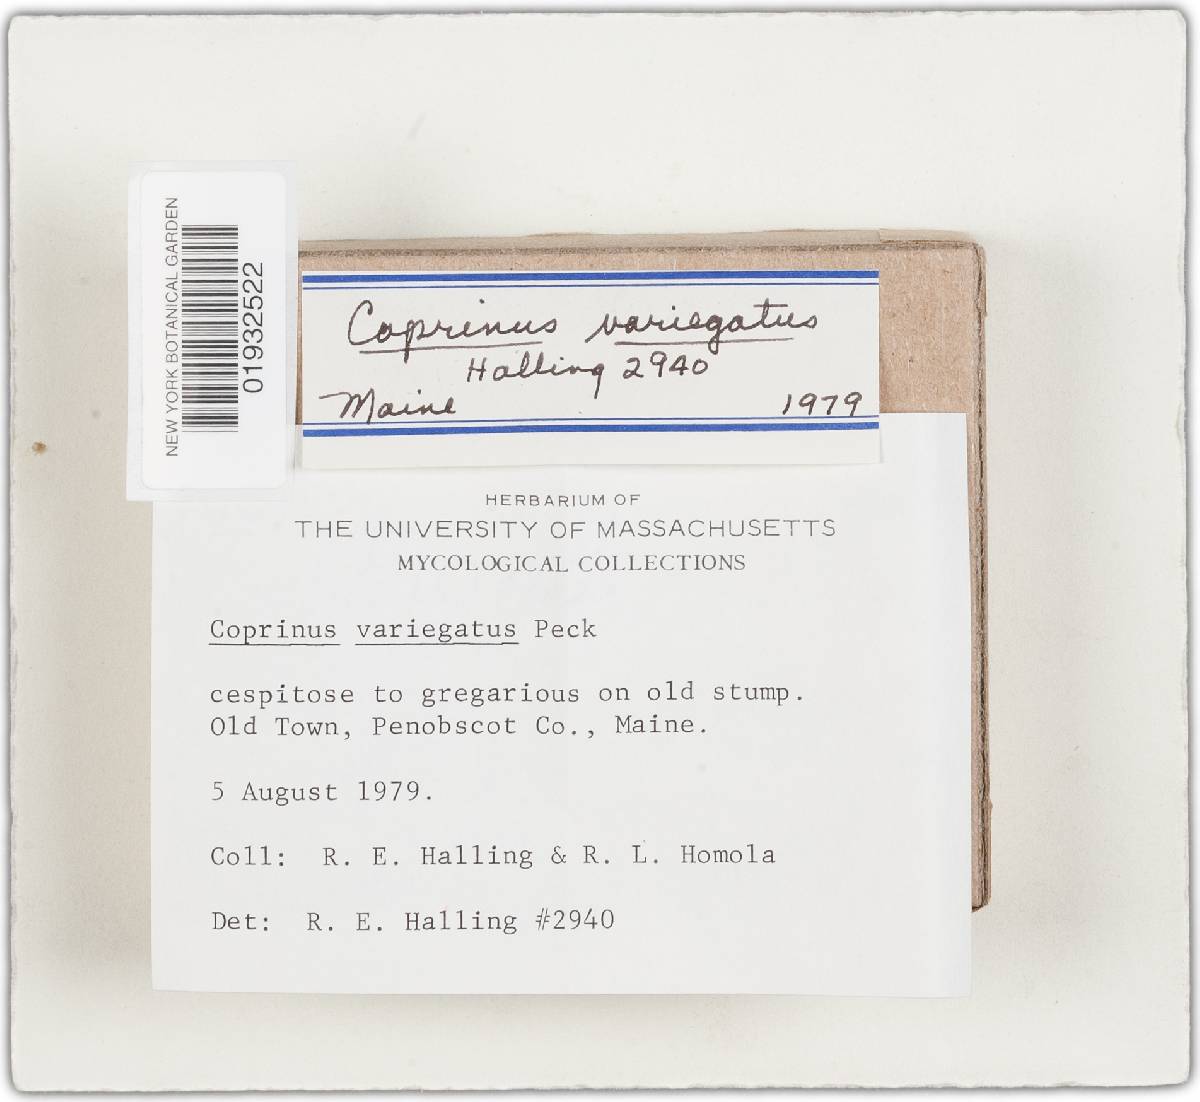 NEW YORK BOTANICAL GARDEN
01932522
Coprinus variegatus
Halling 2940
Maine 1979
HERBARIUM OF
THE UNIVERSITY OF MASSACHUSETTS
MYCOLOGICAL COLLECTIONS
Coprinus variegatus Peck
cespitose to gregarious on old stump.
Old Town, Penobscot Co., Maine.
5 August 1979.
Coll: R. E. Halling & R. L. Homola
Det: R. E. Halling #2940